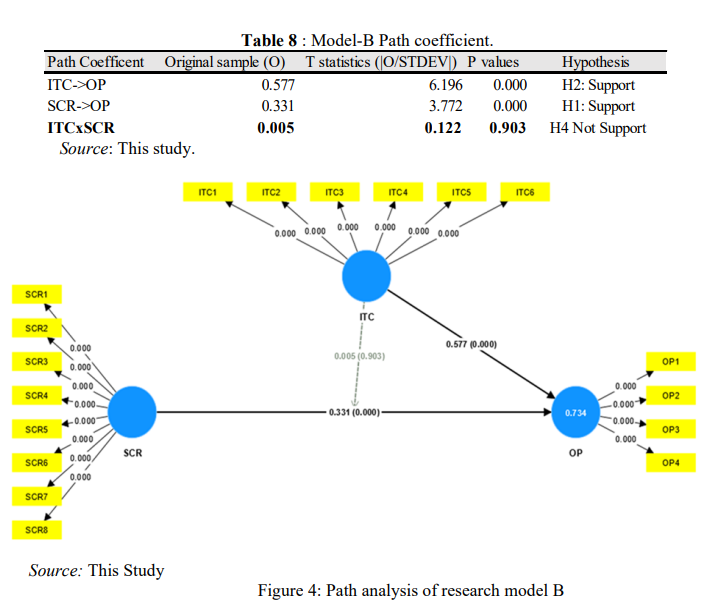 Table 8 : Model-B Path coefficient.
Path Coefficent Original sample (O) T statistics (|O/STDEV|) P values Hypothesis
ITC->OP 0.577 6.196 0.000 H2: Support
SCR->OP 0.331 3.772 0.000 H1: Support
ITCxSCR 0.005 0.122 0.903 H4 Not Support
Source: This study.
ITC1 ITC2 ITC3 ITC4 ITC5 ITC6
0.000 0.000 0.000 0.000 0.000 0.000
ITC
SCR1
SCR2
SCR3
SCR4
SCR5
SCR6
SCR7
SCR8
0.000
0.000
0.000
0.000
0.000
0.000
0.000
0.000
SCR
0.005 (0.903)
0.577 (0.000)
0.331 (0.000)
0.734
OP
0.000
0.000
0.000
0.000
OP1
OP2
OP3
OP4
Source: This Study
Figure 4: Path analysis of research model B